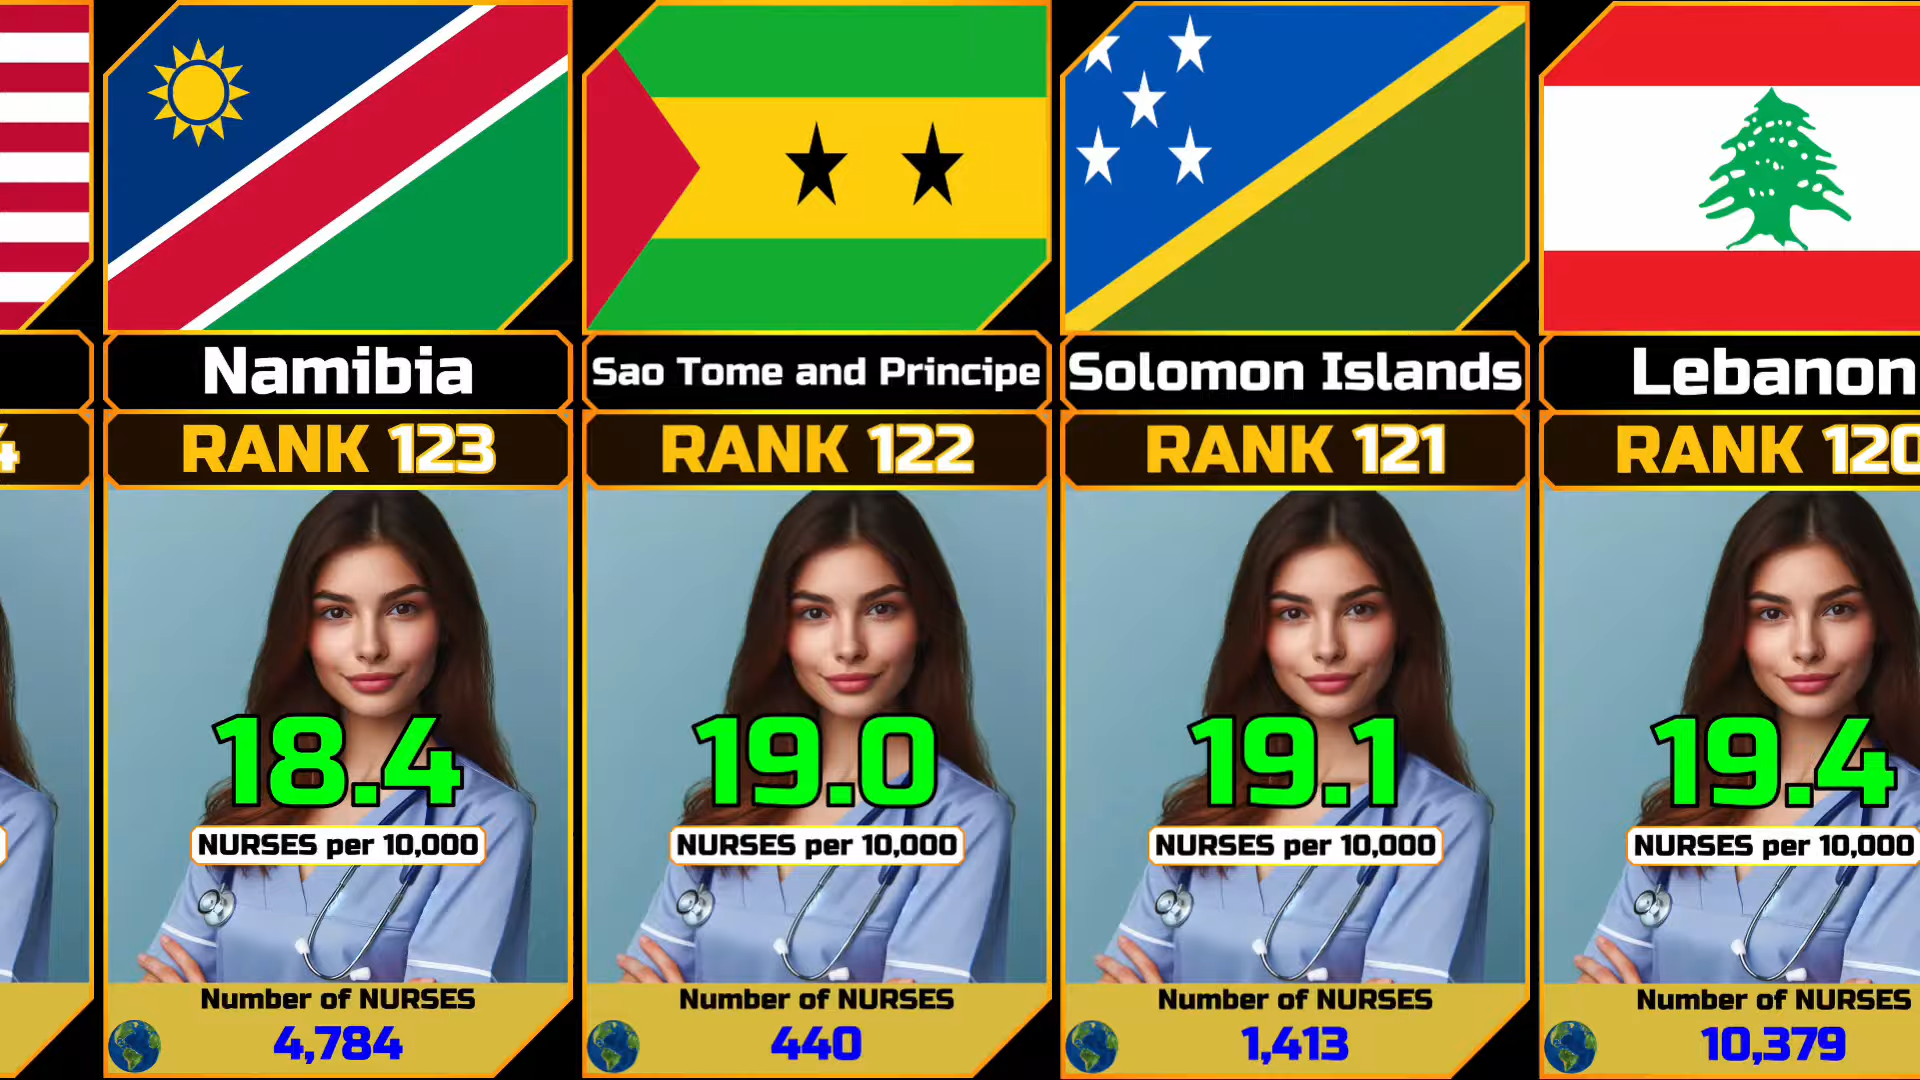 Namibia
RANK 123
18.4
NURSES per 10,000
Number of NURSES
4,784
Sao Tome and Principe
RANK 122
19.0
NURSES per 10,000
Number of NURSES
440
Solomon Islands
RANK 121
19.1
NURSES per 10,000
Number of NURSES
1,413
Lebanon
RANK 120
19.4
NURSES per 10,000
Number of NURSES
10,379